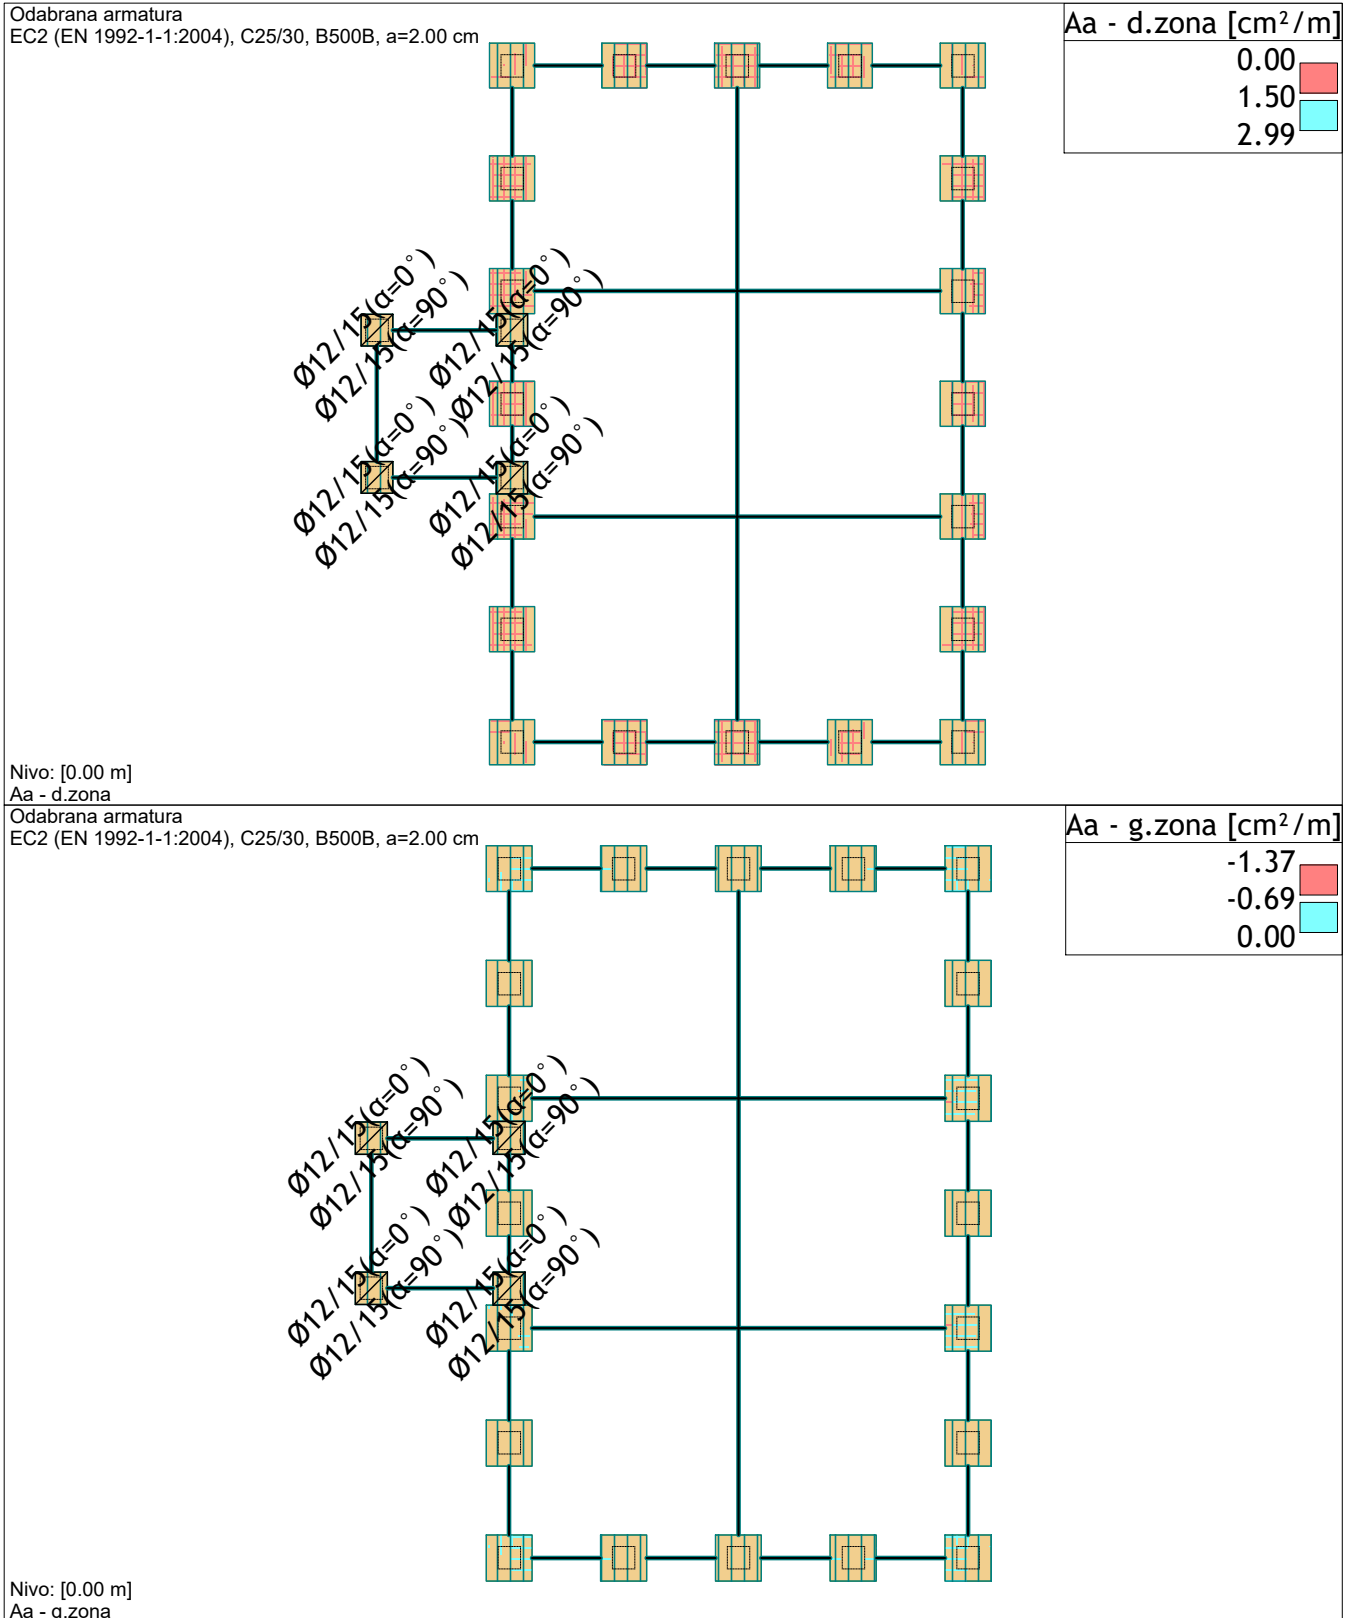 Odabrana armatura
EC2 (EN 1992-1-1:2004), C25/30, B500B, a=2.00 cm
Aa - d.zona [cm²/m]
0.00
1.50
2.99
Ø12/15(α=0°)
Ø12/15(α=90°)
Ø12/15(α=0°)
Ø12/15(α=90°)
Ø12/15(α=0°)
Ø12/15(α=90°)
Ø12/15(α=0°)
Ø12/15(α=90°)
Nivo: [0.00 m]
Aa - d.zona
Odabrana armatura
EC2 (EN 1992-1-1:2004), C25/30, B500B, a=2.00 cm
Aa - g.zona [cm²/m]
-1.37
-0.69
0.00
Ø12/15(α=0°)
Ø12/15(α=90°)
Ø12/15(α=0°)
Ø12/15(α=90°)
Ø12/15(α=0°)
Ø12/15(α=90°)
Ø12/15(α=0°)
Ø12/15(α=90°)
Nivo: [0.00 m]
Aa - g.zona